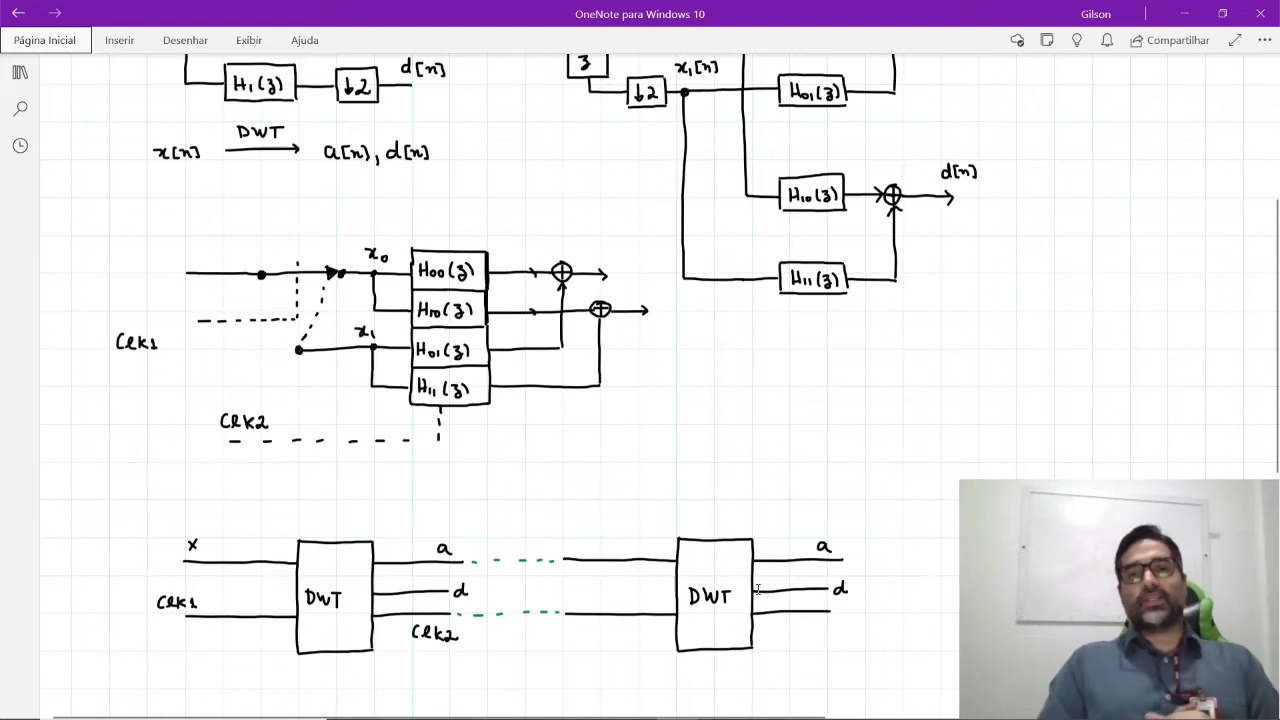 OneNote para Windows 10
Gilson
Página Inicial Inserir Desenhar Exibir Ajuda
Compartilhar
H₁(z) ↓2 d[n]
x[n] DWT a[n], d[n]
z ↓2 x₁[n] H₀₁(z)
H₁₀(z) d[n]
H₁₁(z)
x₀ H₀₀(z)
H₁₀(z)
Clk1 x₁ H₀₁(z)
H₁₁(z)
Clk2
x a a
DWT d DWT d
Clk1 Clk2